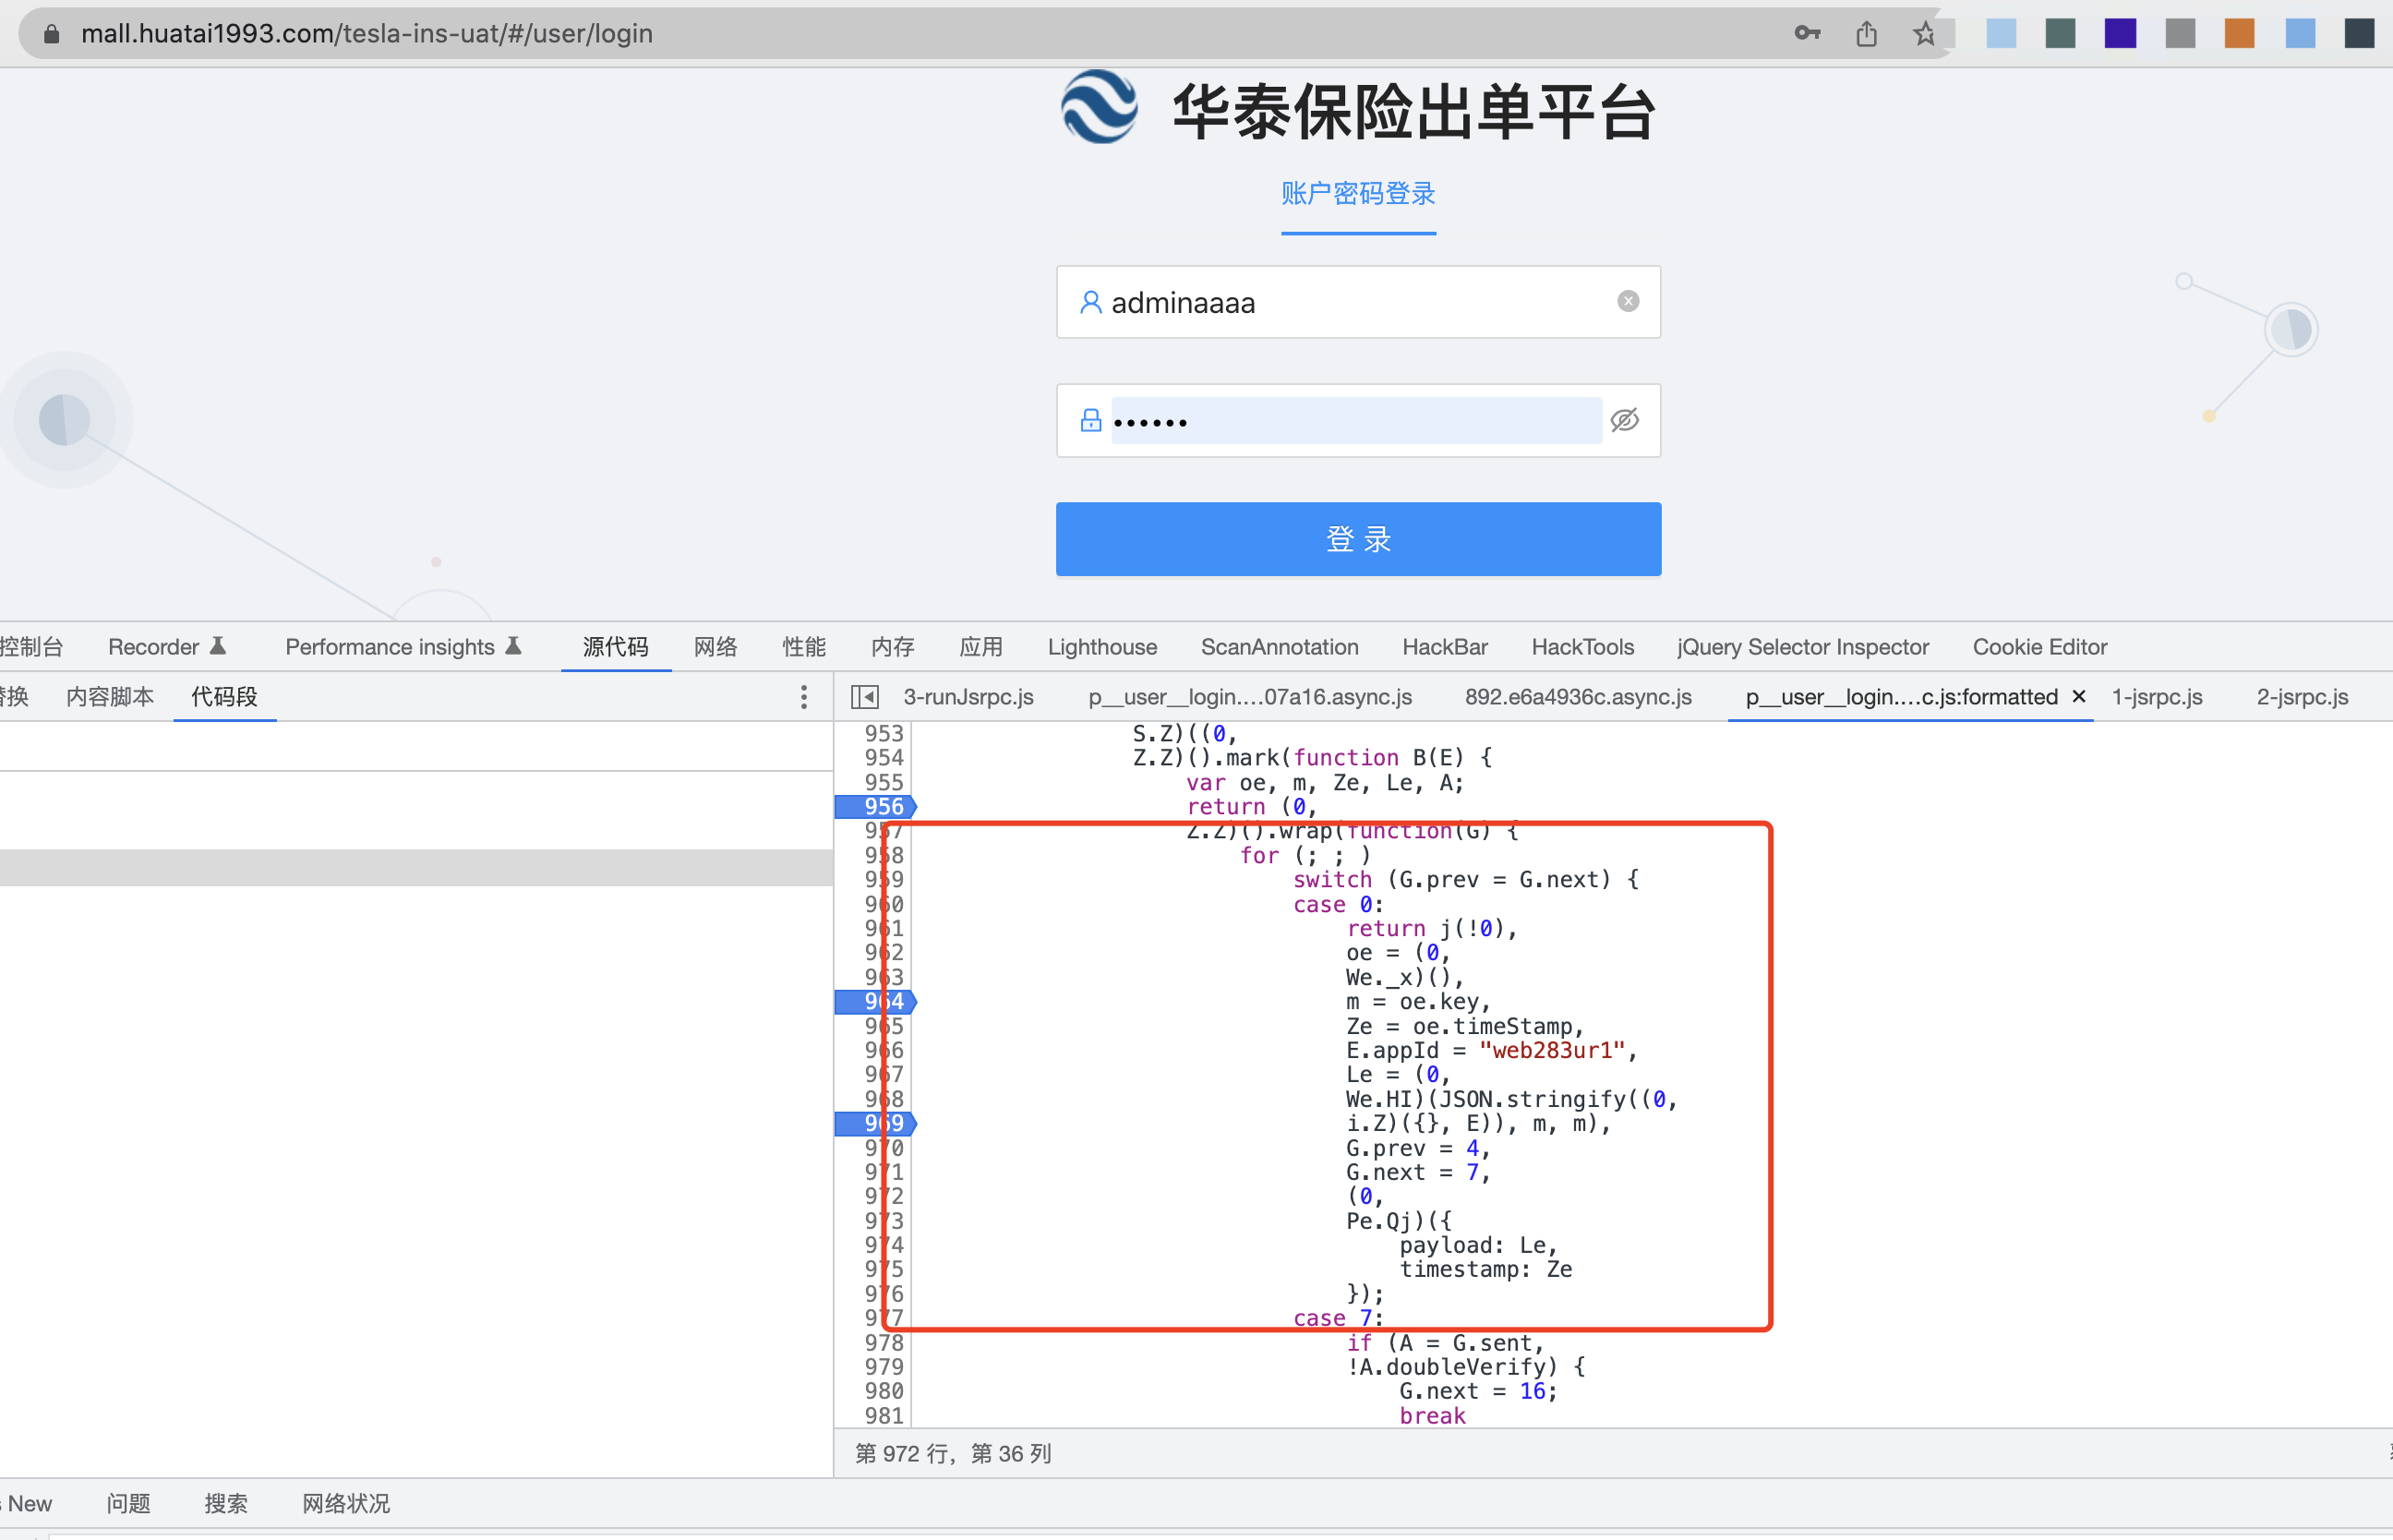 mall.huatai1993.com/tesla-ins-uat/#/user/login
华泰保险出单平台
账户密码登录
adminaaaa
••••••
登 录
控制台 Recorder Performance insights 源代码 网络 性能 内存 应用 Lighthouse ScanAnnotation HackBar HackTools jQuery Selector Inspector Cookie Editor
替换 内容脚本 代码段 3-runJsrpc.js p__user__login....07a16.async.js 892.e6a4936c.async.js p__user__login....c.js:formatted × 1-jsrpc.js 2-jsrpc.js
953 S.Z)((0,
954 Z.Z)().mark(function B(E) {
955 var oe, m, Ze, Le, A;
956 return (0,
957 Z.Z)().wrap(function(G) {
958 for (; ; )
959 switch (G.prev = G.next) {
960 case 0:
961 return j(!0),
962 oe = (0,
963 We._x)(),
964 m = oe.key,
965 Ze = oe.timeStamp,
966 E.appId = "web283ur1",
967 Le = (0,
968 We.HI)(JSON.stringify((0,
969 i.Z)({}, E)), m, m),
970 G.prev = 4,
971 G.next = 7,
972 (0,
973 Pe.Qj)({
974 payload: Le,
975 timestamp: Ze
976 });
977 case 7:
978 if (A = G.sent,
979 !A.doubleVerify) {
980 G.next = 16;
981 break
第 972 行，第 36 列
New 问题 搜索 网络状况